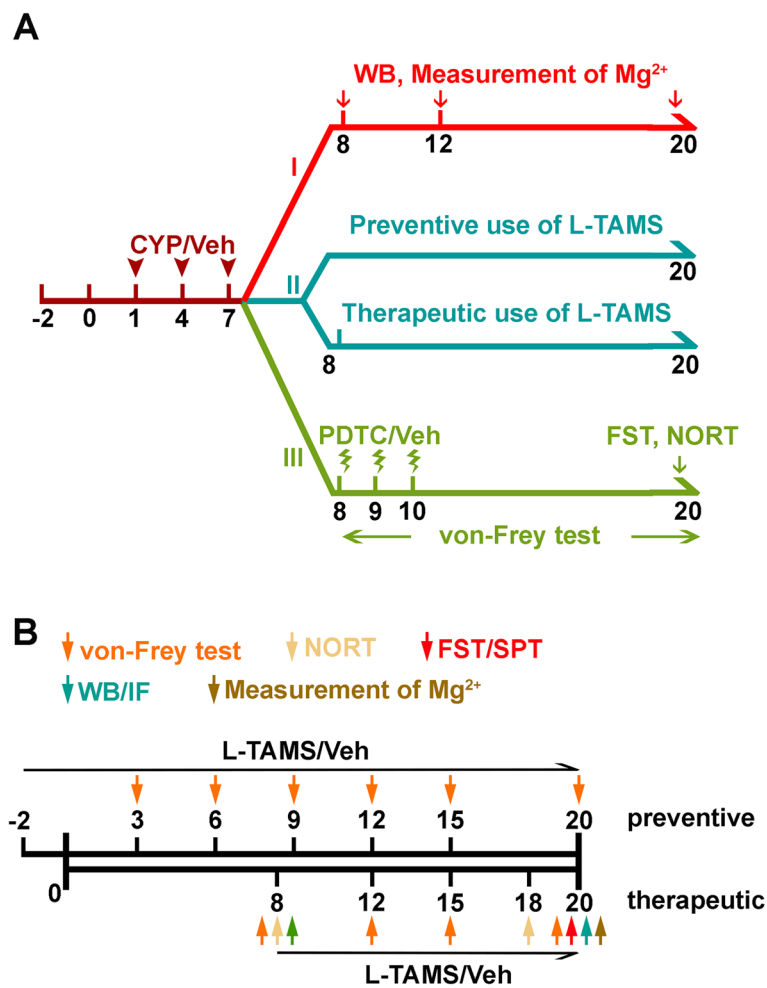 A
WB, Measurement of Mg²⁺
8 12 20
I
CYP/Veh
Preventive use of L-TAMS
20
II
-2 0 1 4 7
Therapeutic use of L-TAMS
8 20
III
PDTC/Veh FST, NORT
8 9 10 20
von-Frey test
B
von-Frey test NORT FST/SPT
WB/IF Measurement of Mg²⁺
L-TAMS/Veh
-2 3 6 9 12 15 20 preventive
0 8 12 15 18 20 therapeutic
L-TAMS/Veh